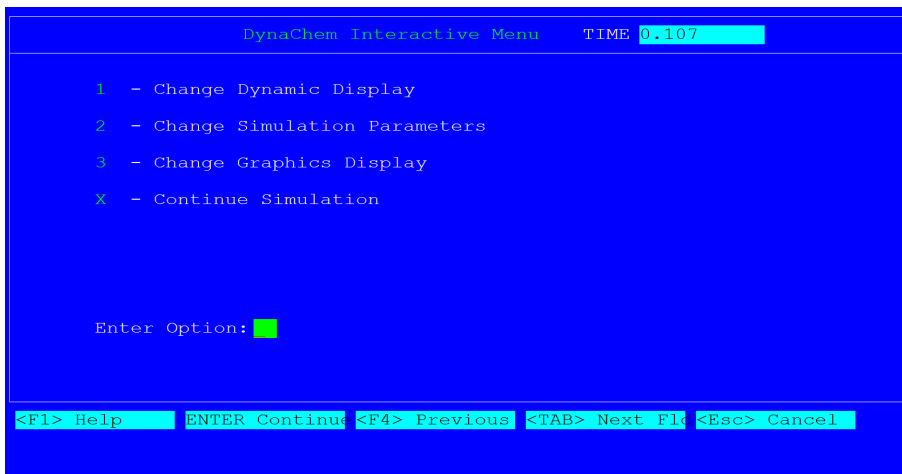 DynaChem Interactive Menu TIME 0.107
1 - Change Dynamic Display
2 - Change Simulation Parameters
3 - Change Graphics Display
X - Continue Simulation
Enter Option:
<F1> Help ENTER Continue <F4> Previous <TAB> Next Fld <Esc> Cancel